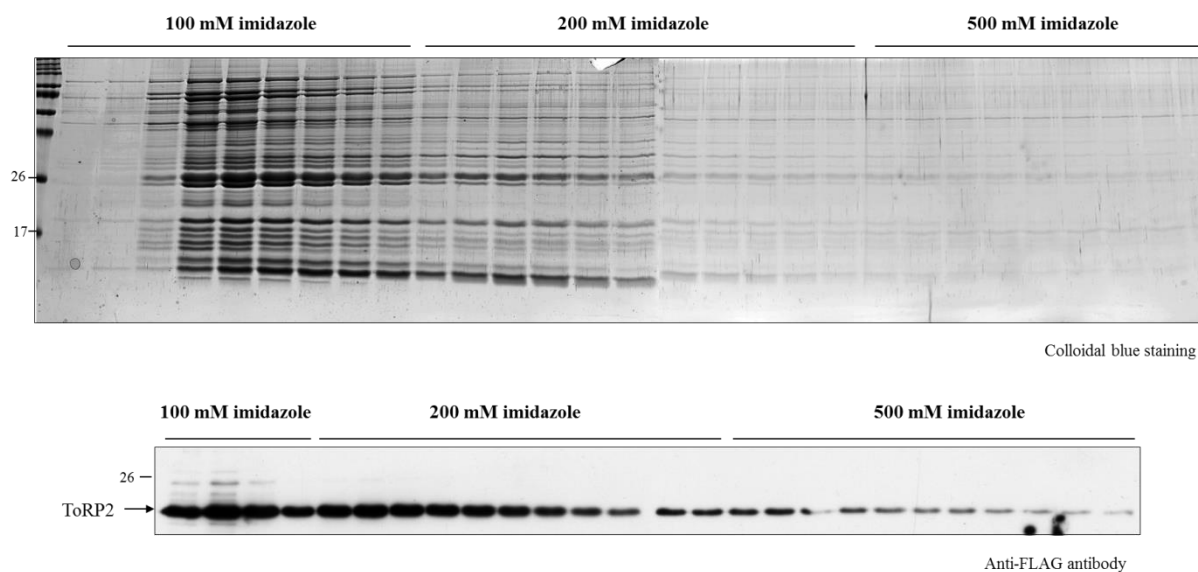 100 mM imidazole 200 mM imidazole 500 mM imidazole
26
17
Colloidal blue staining
100 mM imidazole 200 mM imidazole 500 mM imidazole
26
ToRP2
Anti-FLAG antibody